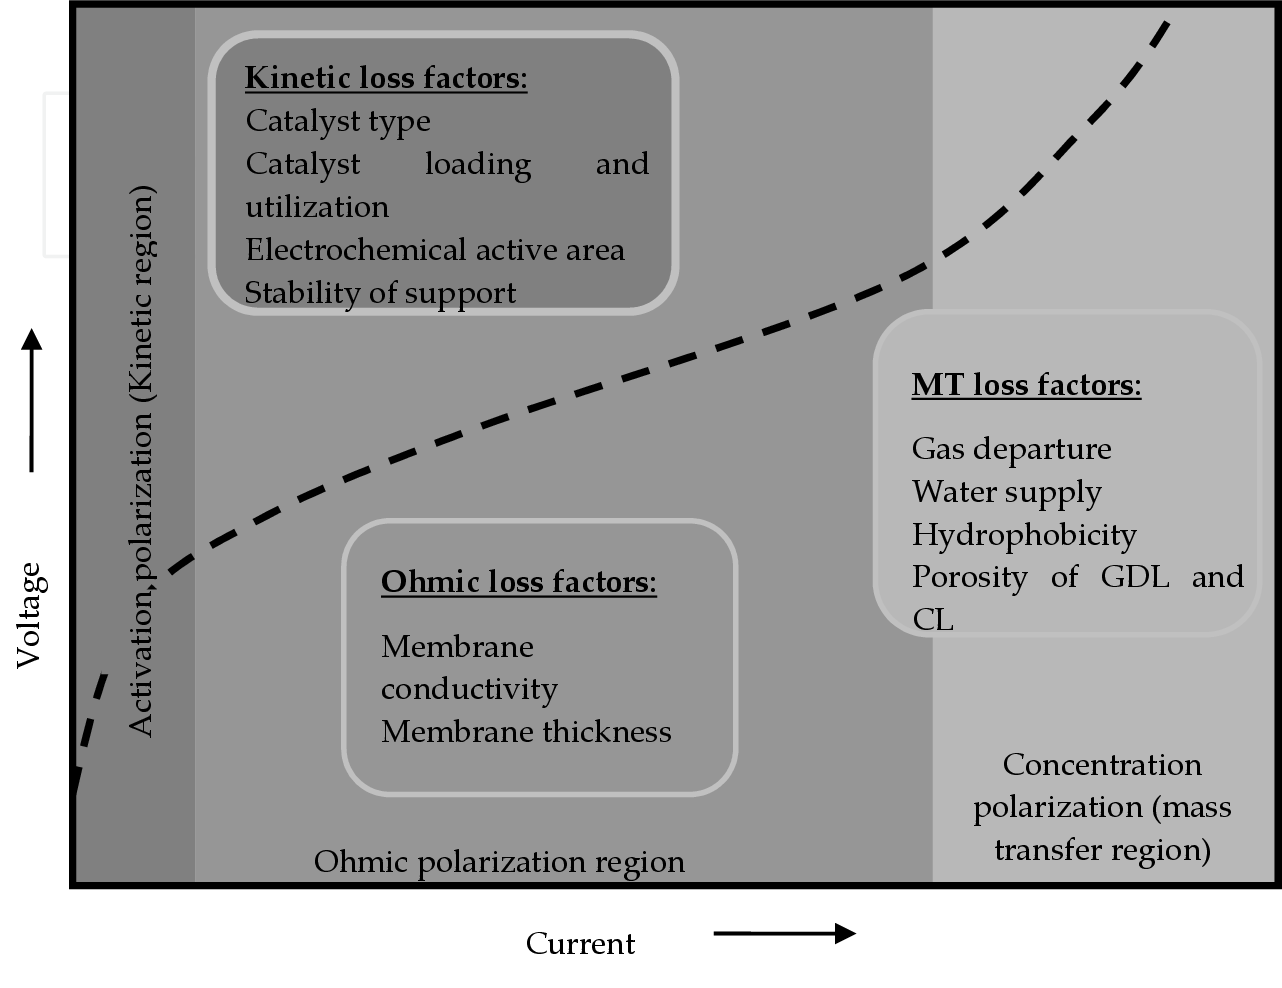 Kinetic loss factors:
Catalyst type
Catalyst loading and
utilization
Electrochemical active area
Stability of support
Activation polarization (Kinetic region)
MT loss factors:
Gas departure
Water supply
Hydrophobicity
Porosity of GDL and
CL
Ohmic loss factors:
Membrane
conductivity
Membrane thickness
Voltage
Concentration
polarization (mass
transfer region)
Ohmic polarization region
Current